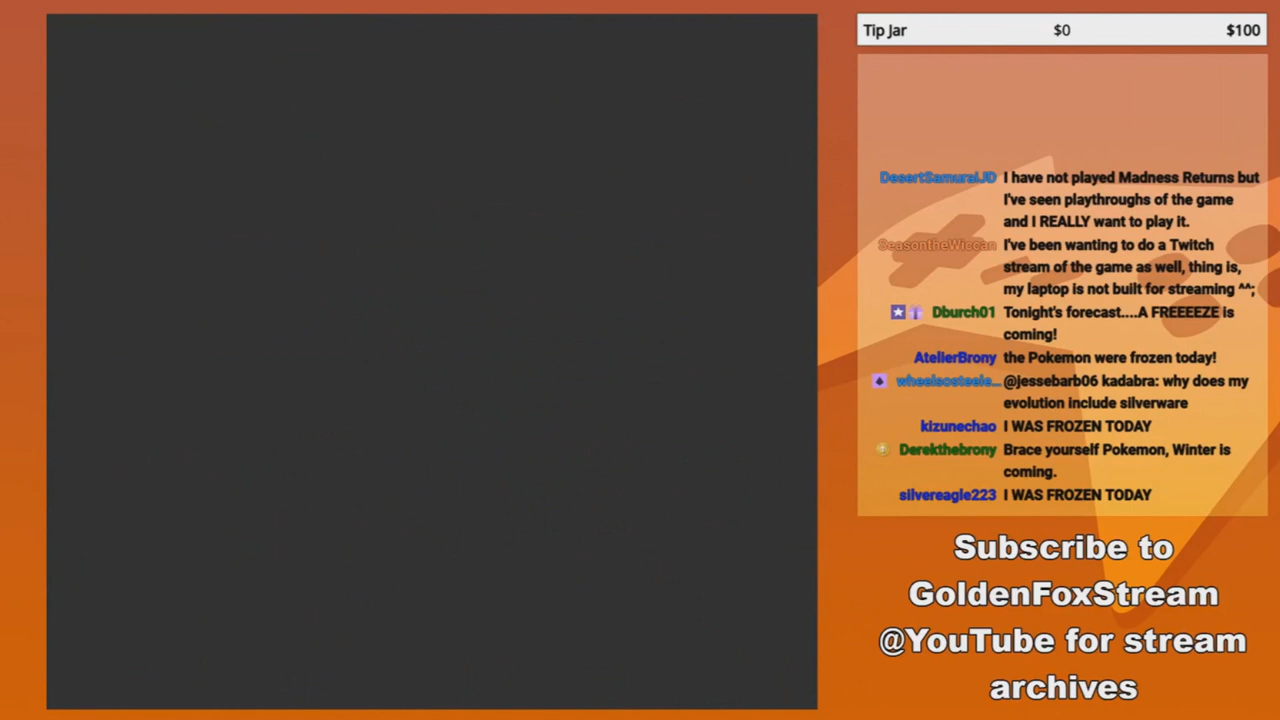 Tip Jar $0 $100
DesertSamuraiJD I have not played Madness Returns but
I've seen playthroughs of the game
and I REALLY want to play it.
SeasontheWiccan I've been wanting to do a Twitch
stream of the game as well, thing is,
my laptop is not built for streaming ^^;
Dburch01 Tonight's forecast....A FREEEEZE is
coming!
AtelierBrony the Pokemon were frozen today!
wheelsosteele... @jessebarb06 kadabra: why does my
evolution include silverware
kizunechao I WAS FROZEN TODAY
Derekthebrony Brace yourself Pokemon, Winter is
coming.
silvereagle223 I WAS FROZEN TODAY
Subscribe to
GoldenFoxStream
@YouTube for stream
archives